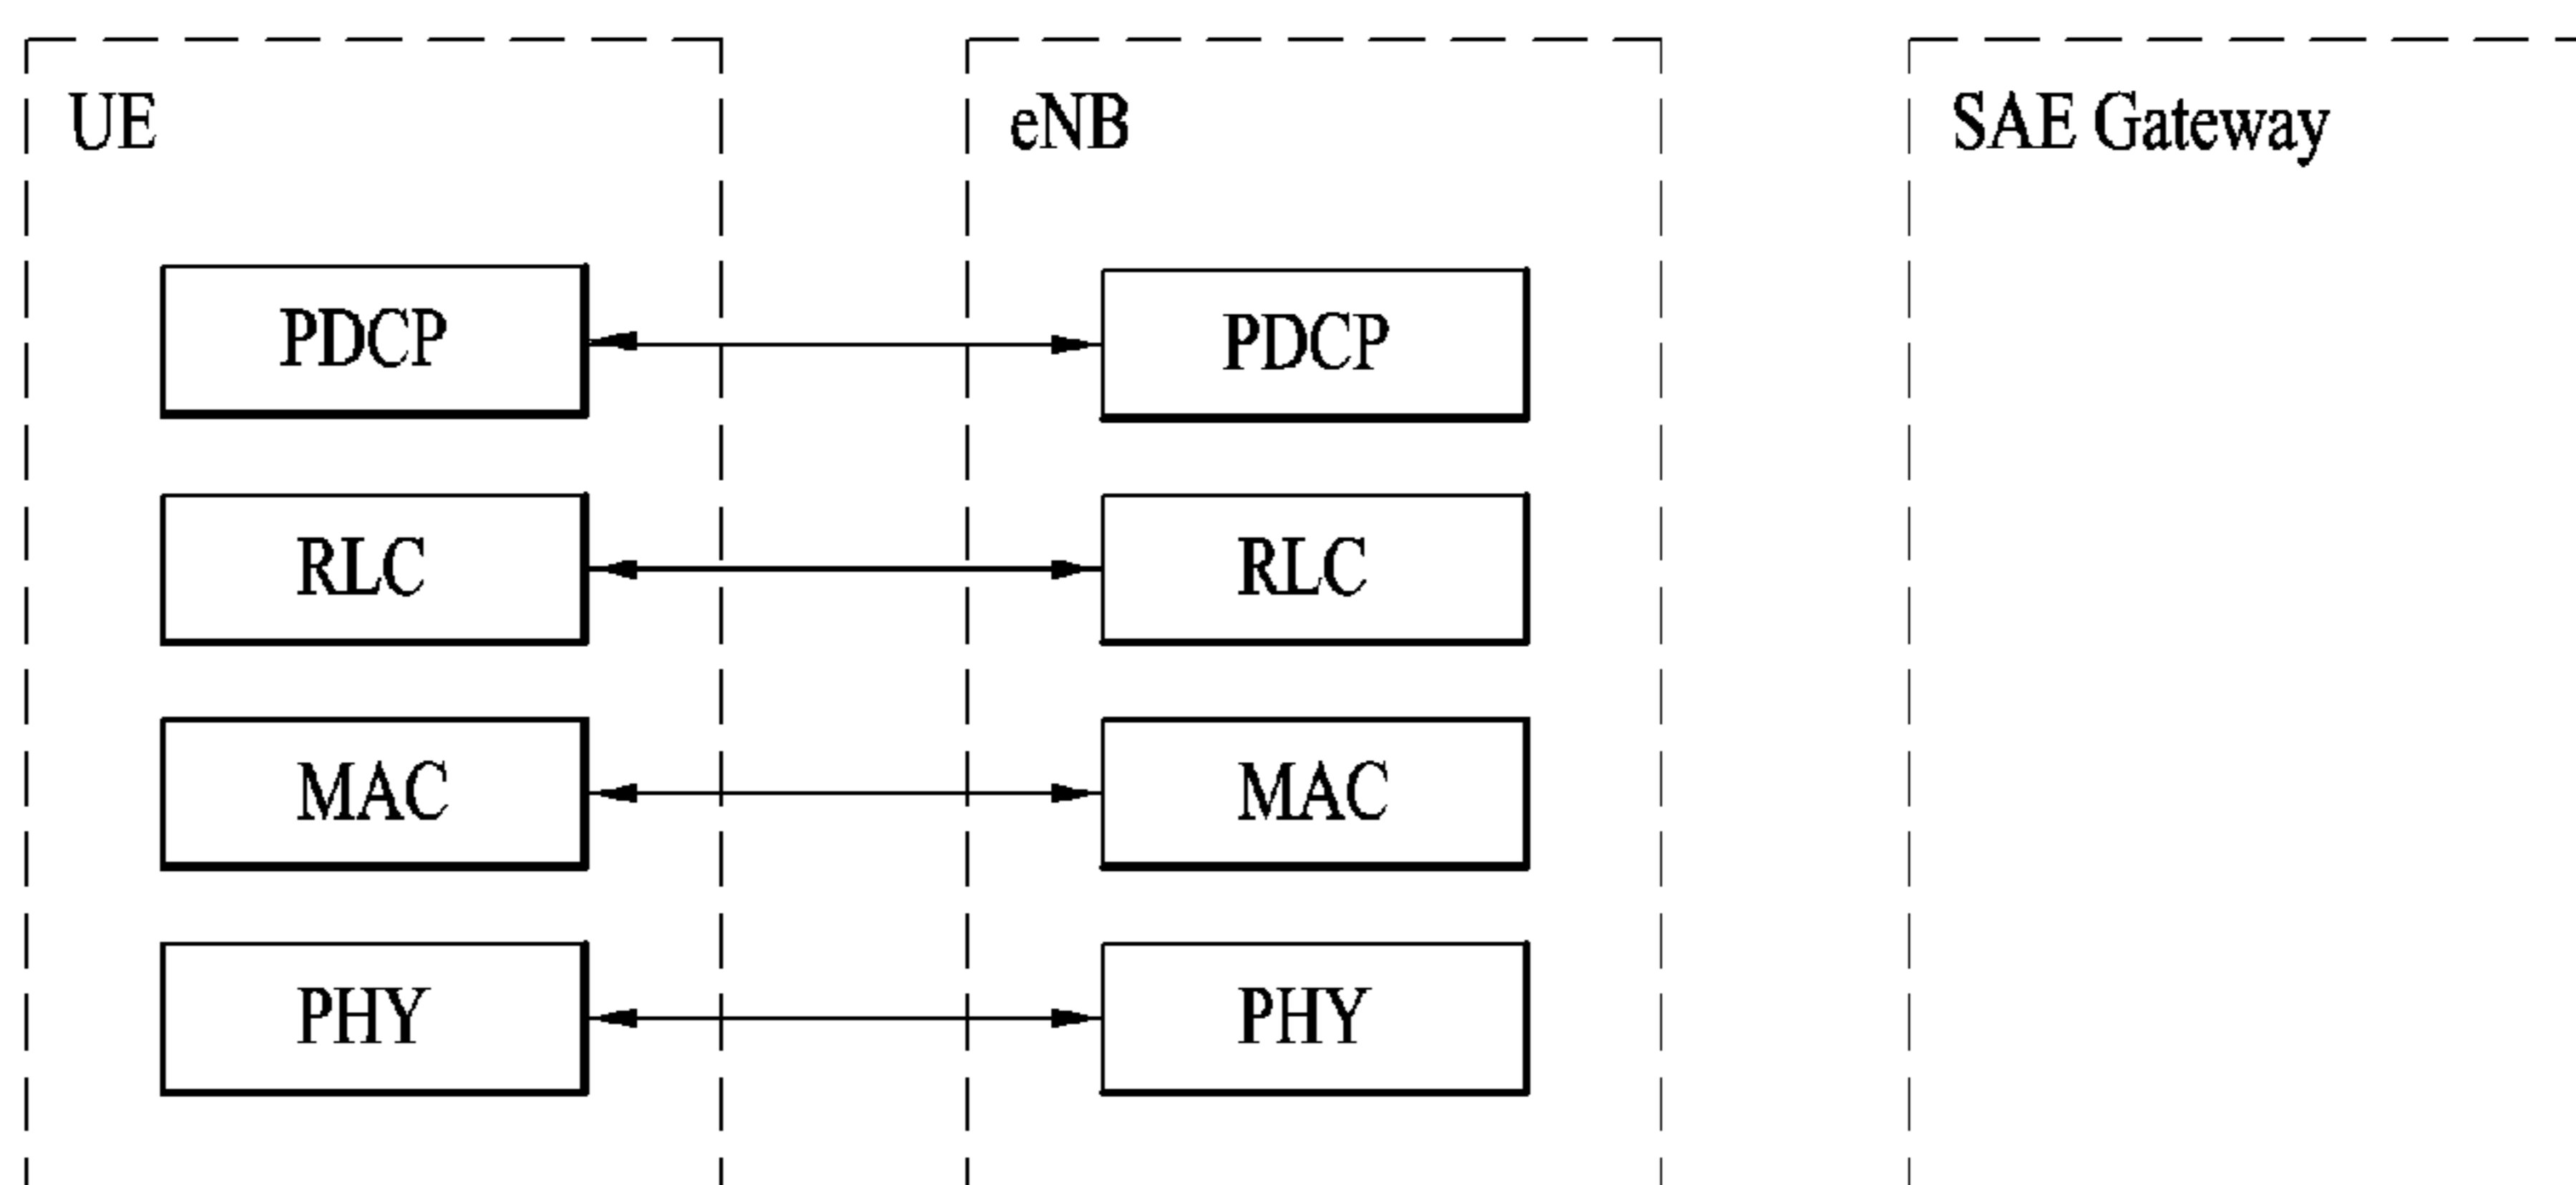 UE
eNB
SAE Gateway
PDCP
PDCP
RLC
RLC
MAC
MAC
PHY
PHY